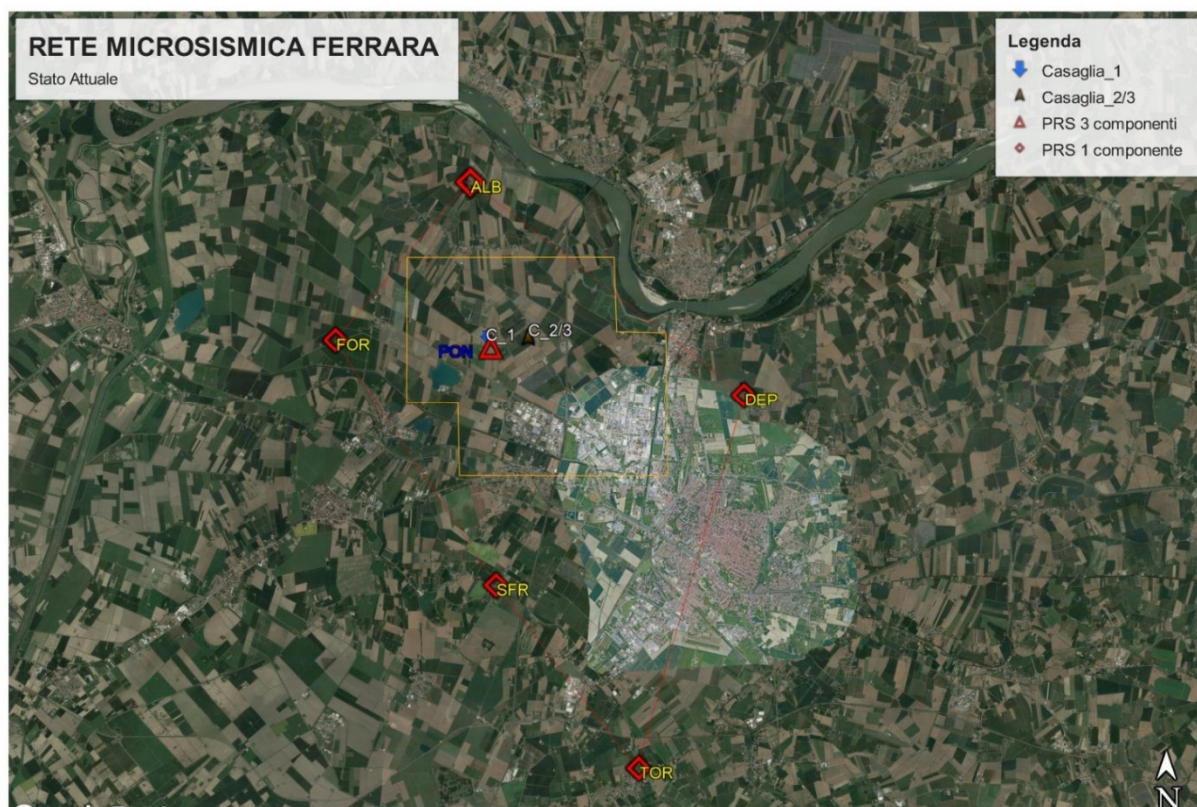 RETE MICROSISMICA FERRARA
Stato Attuale
Legenda
Casaglia_1
Casaglia_2/3
PRS 3 componenti
PRS 1 componente
ALB
C_1
C_2/3
PON
FOR
DEP
SFR
TOR
N